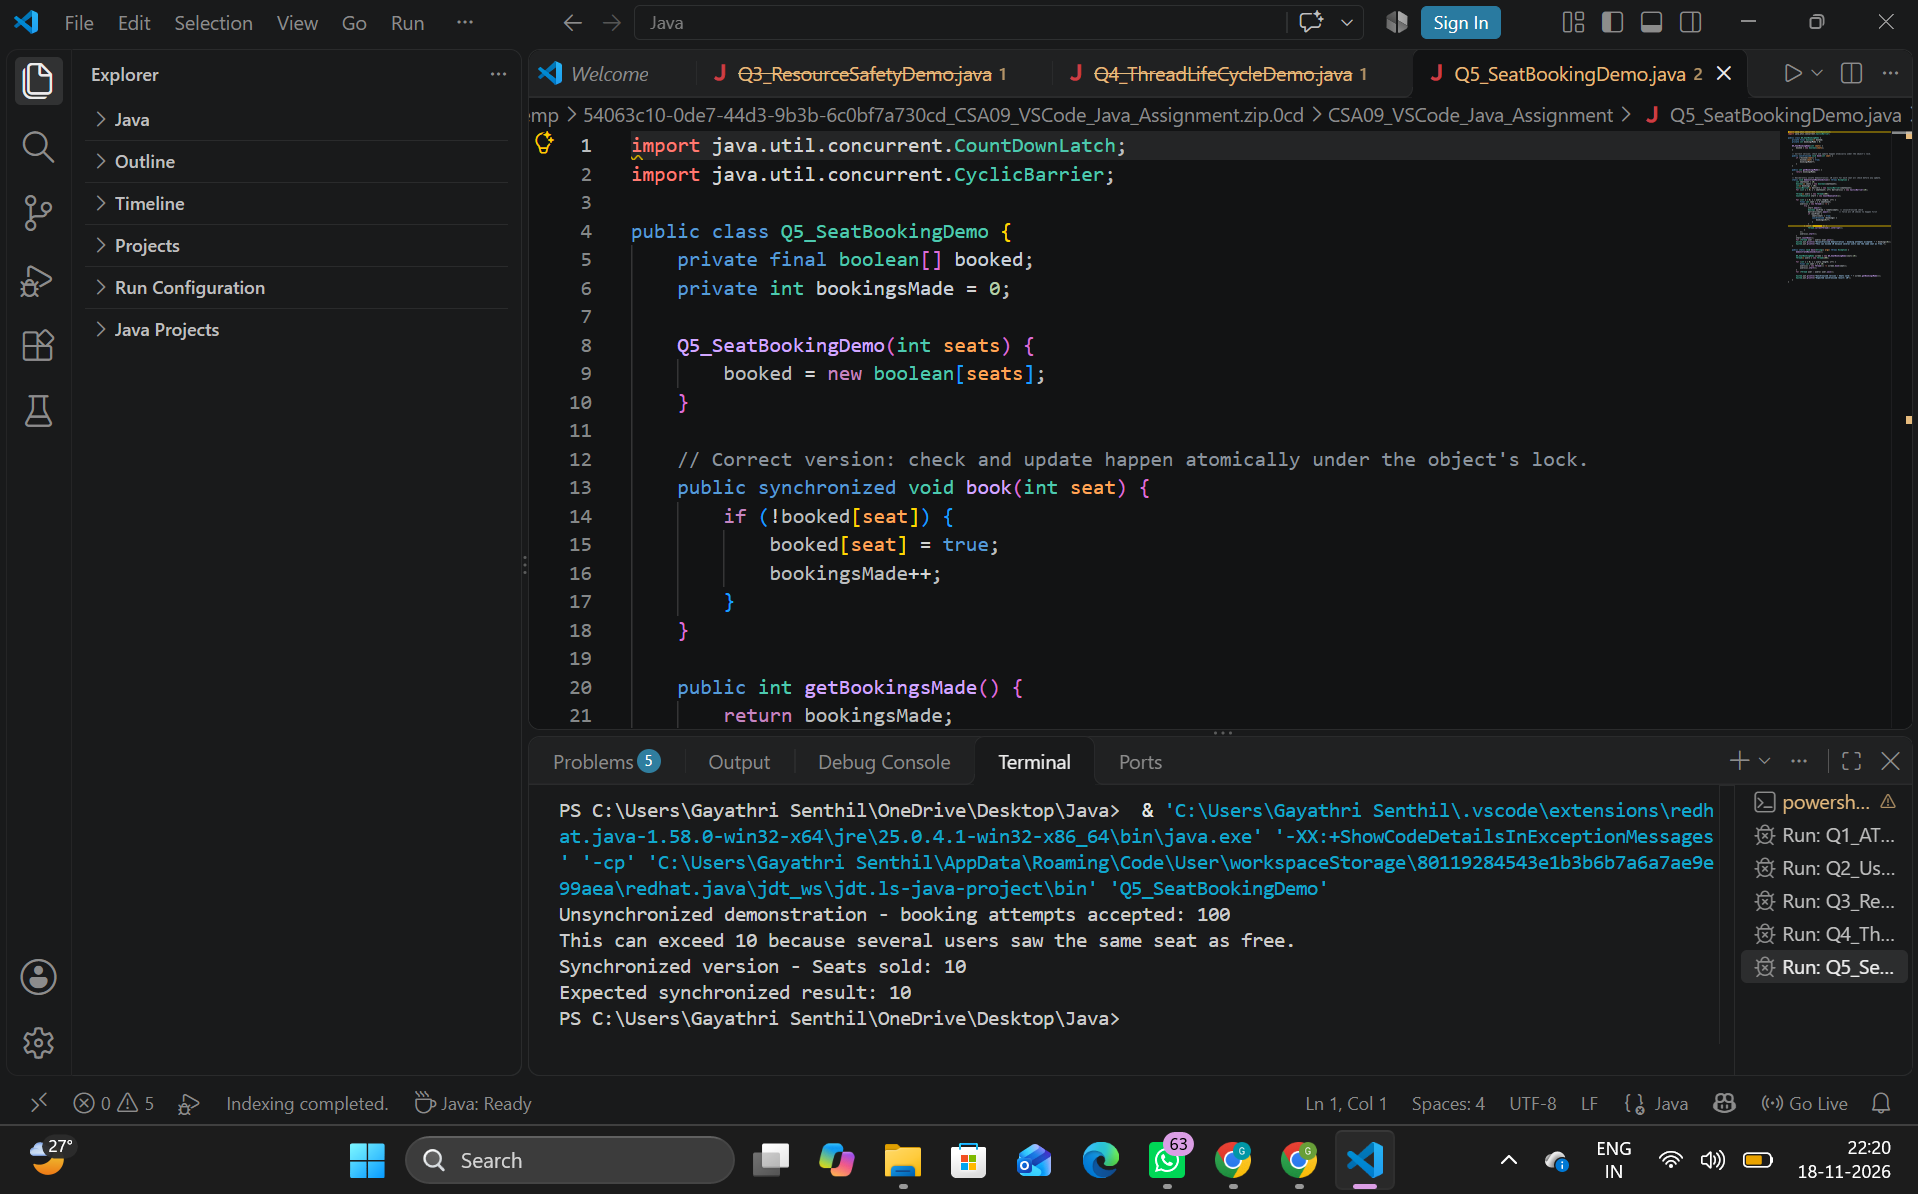 File Edit Selection View Go Run ···
Java
Sign In
Explorer ···
Java
Outline
Timeline
Projects
Run Configuration
Java Projects
Welcome
Q3_ResourceSafetyDemo.java 1
Q4_ThreadLifeCycleDemo.java 1
Q5_SeatBookingDemo.java 2
emp > 54063c10-0de7-44d3-9b3b-6c0bf7a730cd_CSA09_VSCode_Java_Assignment.zip.0cd > CSA09_VSCode_Java_Assignment > J Q5_SeatBookingDemo.java
1 import java.util.concurrent.CountDownLatch;
2 import java.util.concurrent.CyclicBarrier;
3
4 public class Q5_SeatBookingDemo {
5 private final boolean[] booked;
6 private int bookingsMade = 0;
7
8 Q5_SeatBookingDemo(int seats) {
9 booked = new boolean[seats];
10 }
11
12 // Correct version: check and update happen atomically under the object's lock.
13 public synchronized void book(int seat) {
14 if (!booked[seat]) {
15 booked[seat] = true;
16 bookingsMade++;
17 }
18 }
19
20 public int getBookingsMade() {
21 return bookingsMade;
Problems 5 Output Debug Console Terminal Ports
PS C:\Users\Gayathri Senthil\OneDrive\Desktop\Java> & 'C:\Users\Gayathri Senthil\.vscode\extensions\redh
at.java-1.58.0-win32-x64\jre\25.0.4.1-win32-x86_64\bin\java.exe' '-XX:+ShowCodeDetailsInExceptionMessages
' '-cp' 'C:\Users\Gayathri Senthil\AppData\Roaming\Code\User\workspaceStorage\80119284543e1b3b6b7a6a7ae9e
99aea\redhat.java\jdt_ws\jdt.ls-java-project\bin' 'Q5_SeatBookingDemo'
Unsynchronized demonstration - booking attempts accepted: 100
This can exceed 10 because several users saw the same seat as free.
Synchronized version - Seats sold: 10
Expected synchronized result: 10
PS C:\Users\Gayathri Senthil\OneDrive\Desktop\Java>
powersh...
Run: Q1_AT...
Run: Q2_Us...
Run: Q3_Re...
Run: Q4_Th...
Run: Q5_Se...
0 5 Indexing completed. Java: Ready
Ln 1, Col 1 Spaces: 4 UTF-8 LF {} Java Go Live
27°
Search
63
ENG
IN
22:20
18-11-2026